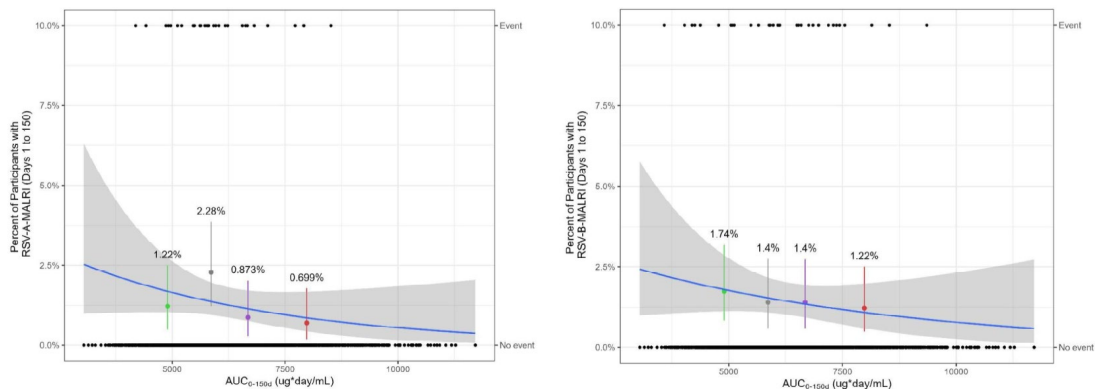 Percent of Participants with
RSV-A-MALRI (Days 1 to 150)
10.0%
7.5%
5.0%
2.5%
0.0%
Event
No event
1.22%
2.28%
0.873%
0.699%
5000
7500
10000
AUC0-150d (ug*day/mL)
Percent of Participants with
RSV-B-MALRI (Days 1 to 150)
10.0%
7.5%
5.0%
2.5%
0.0%
Event
No event
1.74%
1.4%
1.4%
1.22%
5000
7500
10000
AUC0-150d (ug*day/mL)